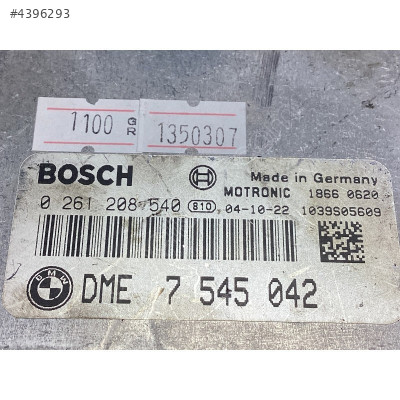 #4396293
1100 GR
1350307
BOSCH
Made in Germany
MOTRONIC 1866 0620
0 261 208 540 810 04-10-22 1039S05609
BMW DME 7 545 042